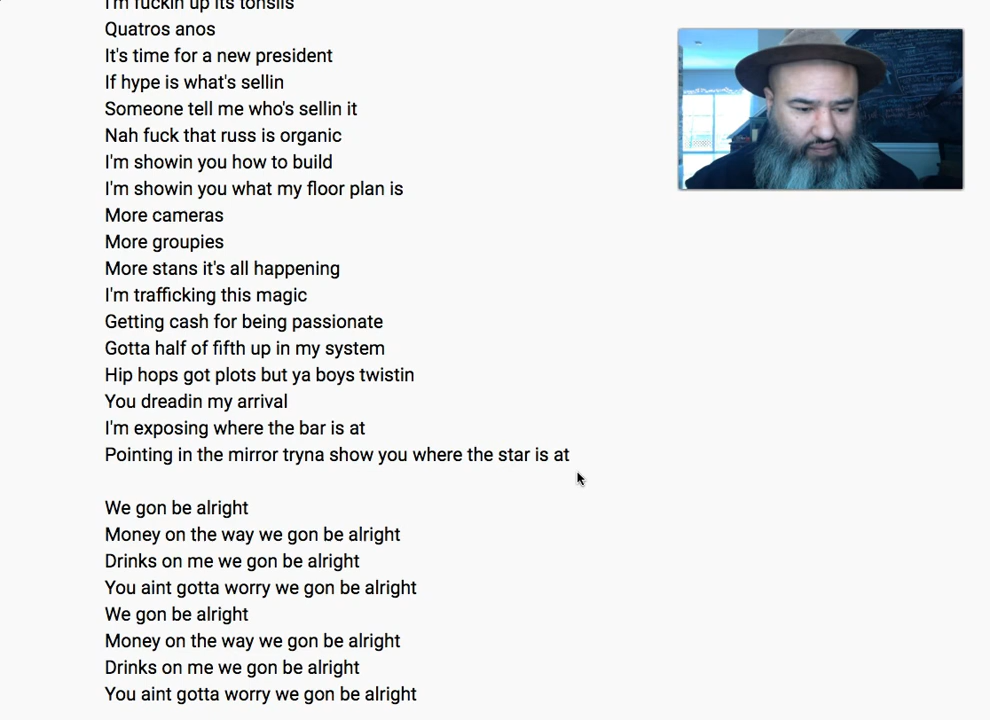 I'm fuckin up its tonsils
Quatros anos
It's time for a new president
If hype is what's sellin
Someone tell me who's sellin it
Nah fuck that russ is organic
I'm showin you how to build
I'm showin you what my floor plan is
More cameras
More groupies
More stans it's all happening
I'm trafficking this magic
Getting cash for being passionate
Gotta half of fifth up in my system
Hip hops got plots but ya boys twistin
You dreadin my arrival
I'm exposing where the bar is at
Pointing in the mirror tryna show you where the star is at
We gon be alright
Money on the way we gon be alright
Drinks on me we gon be alright
You aint gotta worry we gon be alright
We gon be alright
Money on the way we gon be alright
Drinks on me we gon be alright
You aint gotta worry we gon be alright